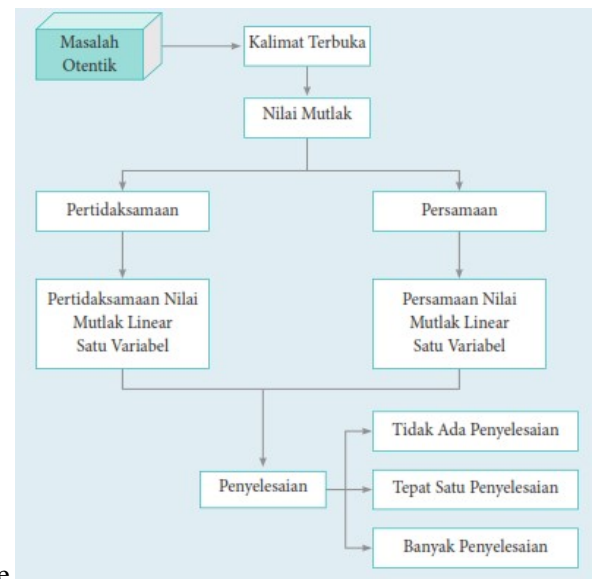 Masalah
Otentik
Kalimat Terbuka
Nilai Mutlak
Pertidaksamaan
Persamaan
Pertidaksamaan Nilai
Mutlak Linear
Satu Variabel
Persamaan Nilai
Mutlak Linear
Satu Variabel
Penyelesaian
Tidak Ada Penyelesaian
Tepat Satu Penyelesaian
Banyak Penyelesaian
e